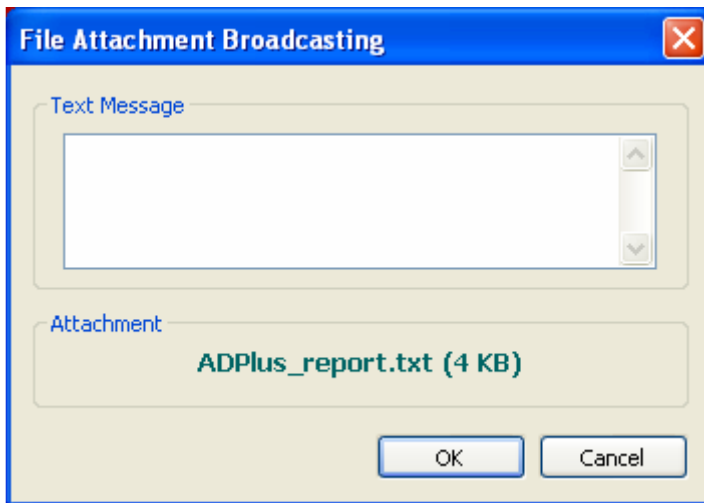 File Attachment Broadcasting
Text Message
Attachment
ADPlus_report.txt (4 KB)
OK Cancel